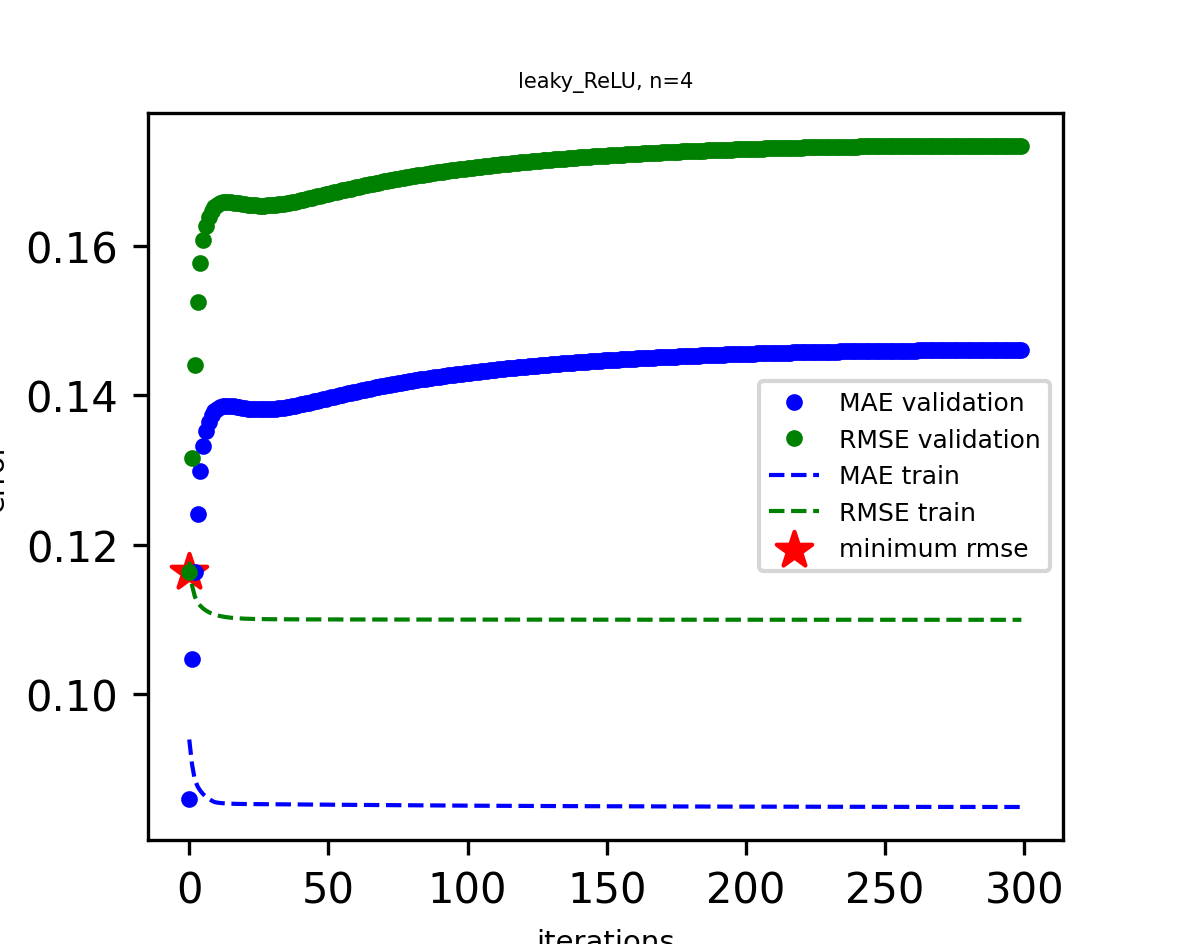 leaky_ReLU, n=4
0.16
0.14
0.12
0.10
MAE validation
RMSE validation
MAE train
RMSE train
minimum rmse
0 50 100 150 200 250 300
iterations